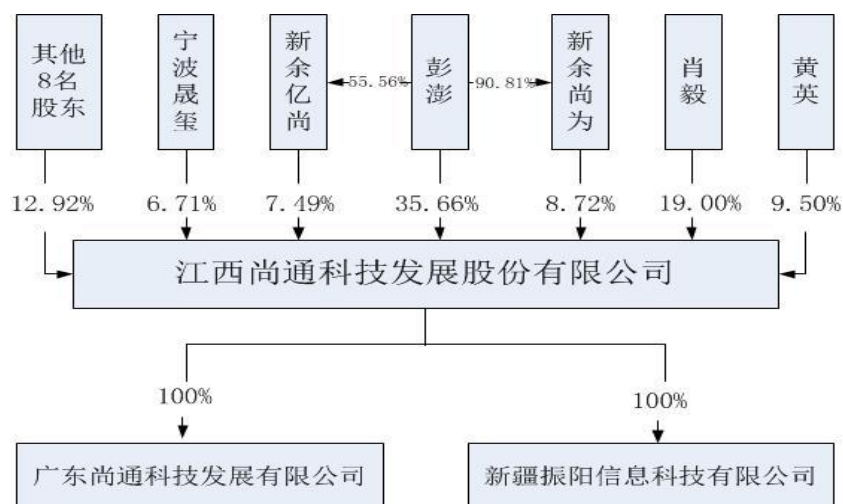 其他
8名
股东
宁波晟玺
新余亿尚
55.56%
彭澎
90.81%
新余尚为
肖毅
黄英
12.92%
6.71%
7.49%
35.66%
8.72%
19.00%
9.50%
江西尚通科技发展股份有限公司
100%
100%
广东尚通科技发展有限公司
新疆振阳信息科技有限公司